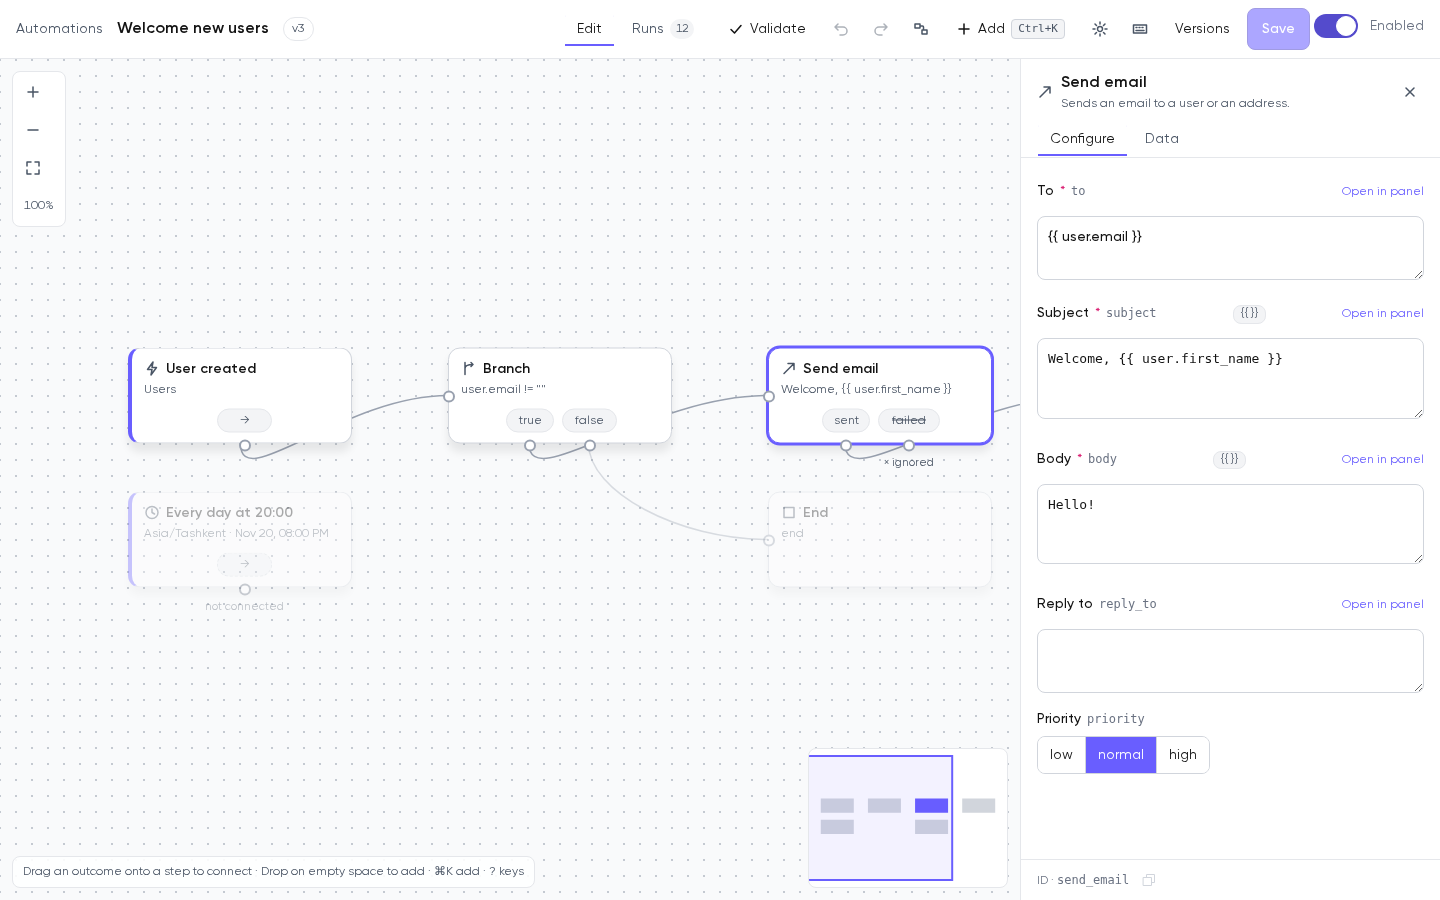 Automations Welcome new users v3 Edit Runs 12 Validate Add Ctrl+K Versions Save Enabled
100%
User created
Users
→
Branch
user.email != ""
true false
Send email
Welcome, {{ user.first_name }}
sent failed
× ignored
Every day at 20:00
Asia/Tashkent · Nov 20, 08:00 PM
→
not connected
End
end
Drag an outcome onto a step to connect · Drop on empty space to add · ⌘K add · ? keys
Send email
Sends an email to a user or an address.
Configure Data
To * to Open in panel
{{ user.email }}
Subject * subject {{ }} Open in panel
Welcome, {{ user.first_name }}
Body * body {{ }} Open in panel
Hello!
Reply to reply_to Open in panel
Priority priority
low normal high
ID · send_email